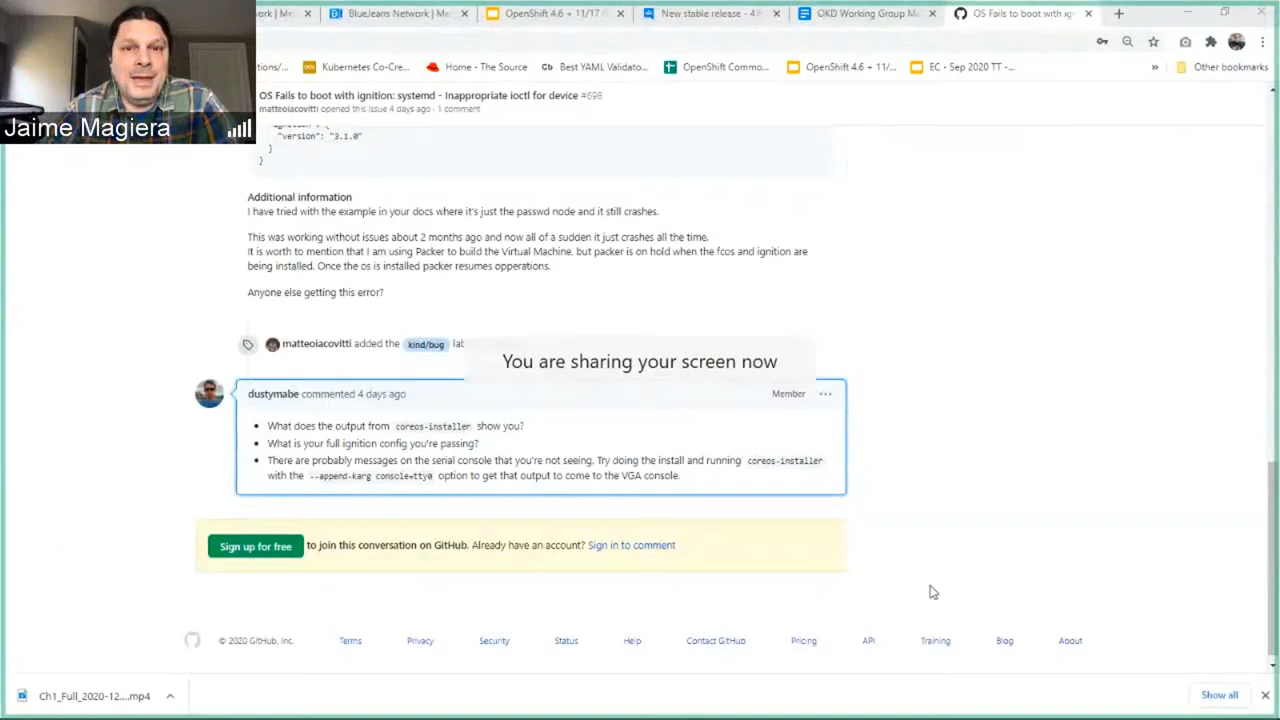 twork | Me
BlueJeans Network | Me
OpenShift 4.6 + 11/17 (
New stable release - 4.6
OKD Working Group Me
OS Fails to boot with ign
tions/...
Kubernetes Co-Cre...
Home - The Source
Cb Best YAML Validato...
OpenShift Commo...
OpenShift 4.6 + 11/...
EC - Sep 2020 TT -...
»
Other bookmarks
Jaime Magiera
OS Fails to boot with ignition: systemd - Inappropriate ioctl for device #698
matteoiacovitti opened this issue 4 days ago · 1 comment
"version": "3.1.0"
}
}
Additional information
I have tried with the example in your docs where it's just the passwd node and it still crashes.
This was working without issues about 2 months ago and now all of a sudden it just crashes all the time.
It is worth to mention that I am using Packer to build the Virtual Machine, but packer is on hold when the fcos and ignition are
being installed. Once the os is installed packer resumes opperations.
Anyone else getting this error?
matteoiacovitti added the kind/bug lab
You are sharing your screen now
dustymabe commented 4 days ago
Member
...
• What does the output from coreos-installer show you?
• What is your full ignition config you're passing?
• There are probably messages on the serial console that you're not seeing. Try doing the install and running coreos-installer
with the --append-karg console=tty0 option to get that output to come to the VGA console.
Sign up for free to join this conversation on GitHub. Already have an account? Sign in to comment
© 2020 GitHub, Inc.
Terms
Privacy
Security
Status
Help
Contact GitHub
Pricing
API
Training
Blog
About
Ch1_Full_2020-12....mp4
Show all